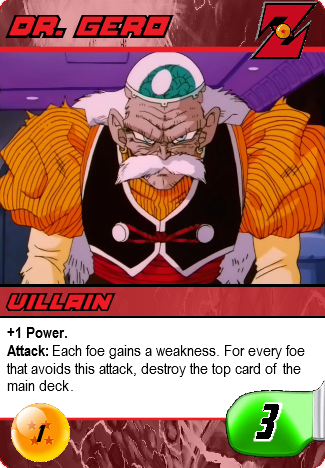 DR. GERO
Z
VILLAIN
+1 Power.
Attack: Each foe gains a weakness. For every foe
that avoids this attack, destroy the top card of the
main deck.
1
3